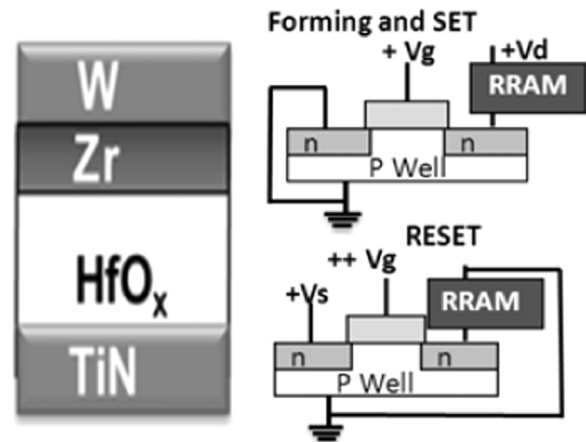 W
Zr
HfOx
TiN
Forming and SET
+ Vg
+Vd
RRAM
n
n
P Well
RESET
++ Vg
+Vs
RRAM
n
n
P Well